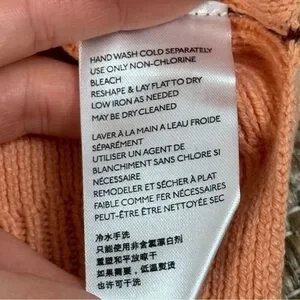 HAND WASH COLD SEPARATELY
USE ONLY NON-CHLORINE
BLEACH
RESHAPE & LAY FLAT TO DRY
LOW IRON AS NEEDED
MAY BE DRY CLEANED
LAVER À LA MAIN A LEAU FROIDE
SÉPARÉMENT
UTILISER UN AGENT DE
BLANCHIMENT SANS CHLORE SI
NÉCESSAIRE
REMODELER ET SÉCHER À PLAT
FAIBLE COMME FER NÉCESSAIRES
PEUT-ÊTRE ÊTRE NETTOYÉE SEC
冷水手洗
只能使用非含氯漂白剂
重塑和平放晾干
如果需要，低温熨烫
也许可干洗